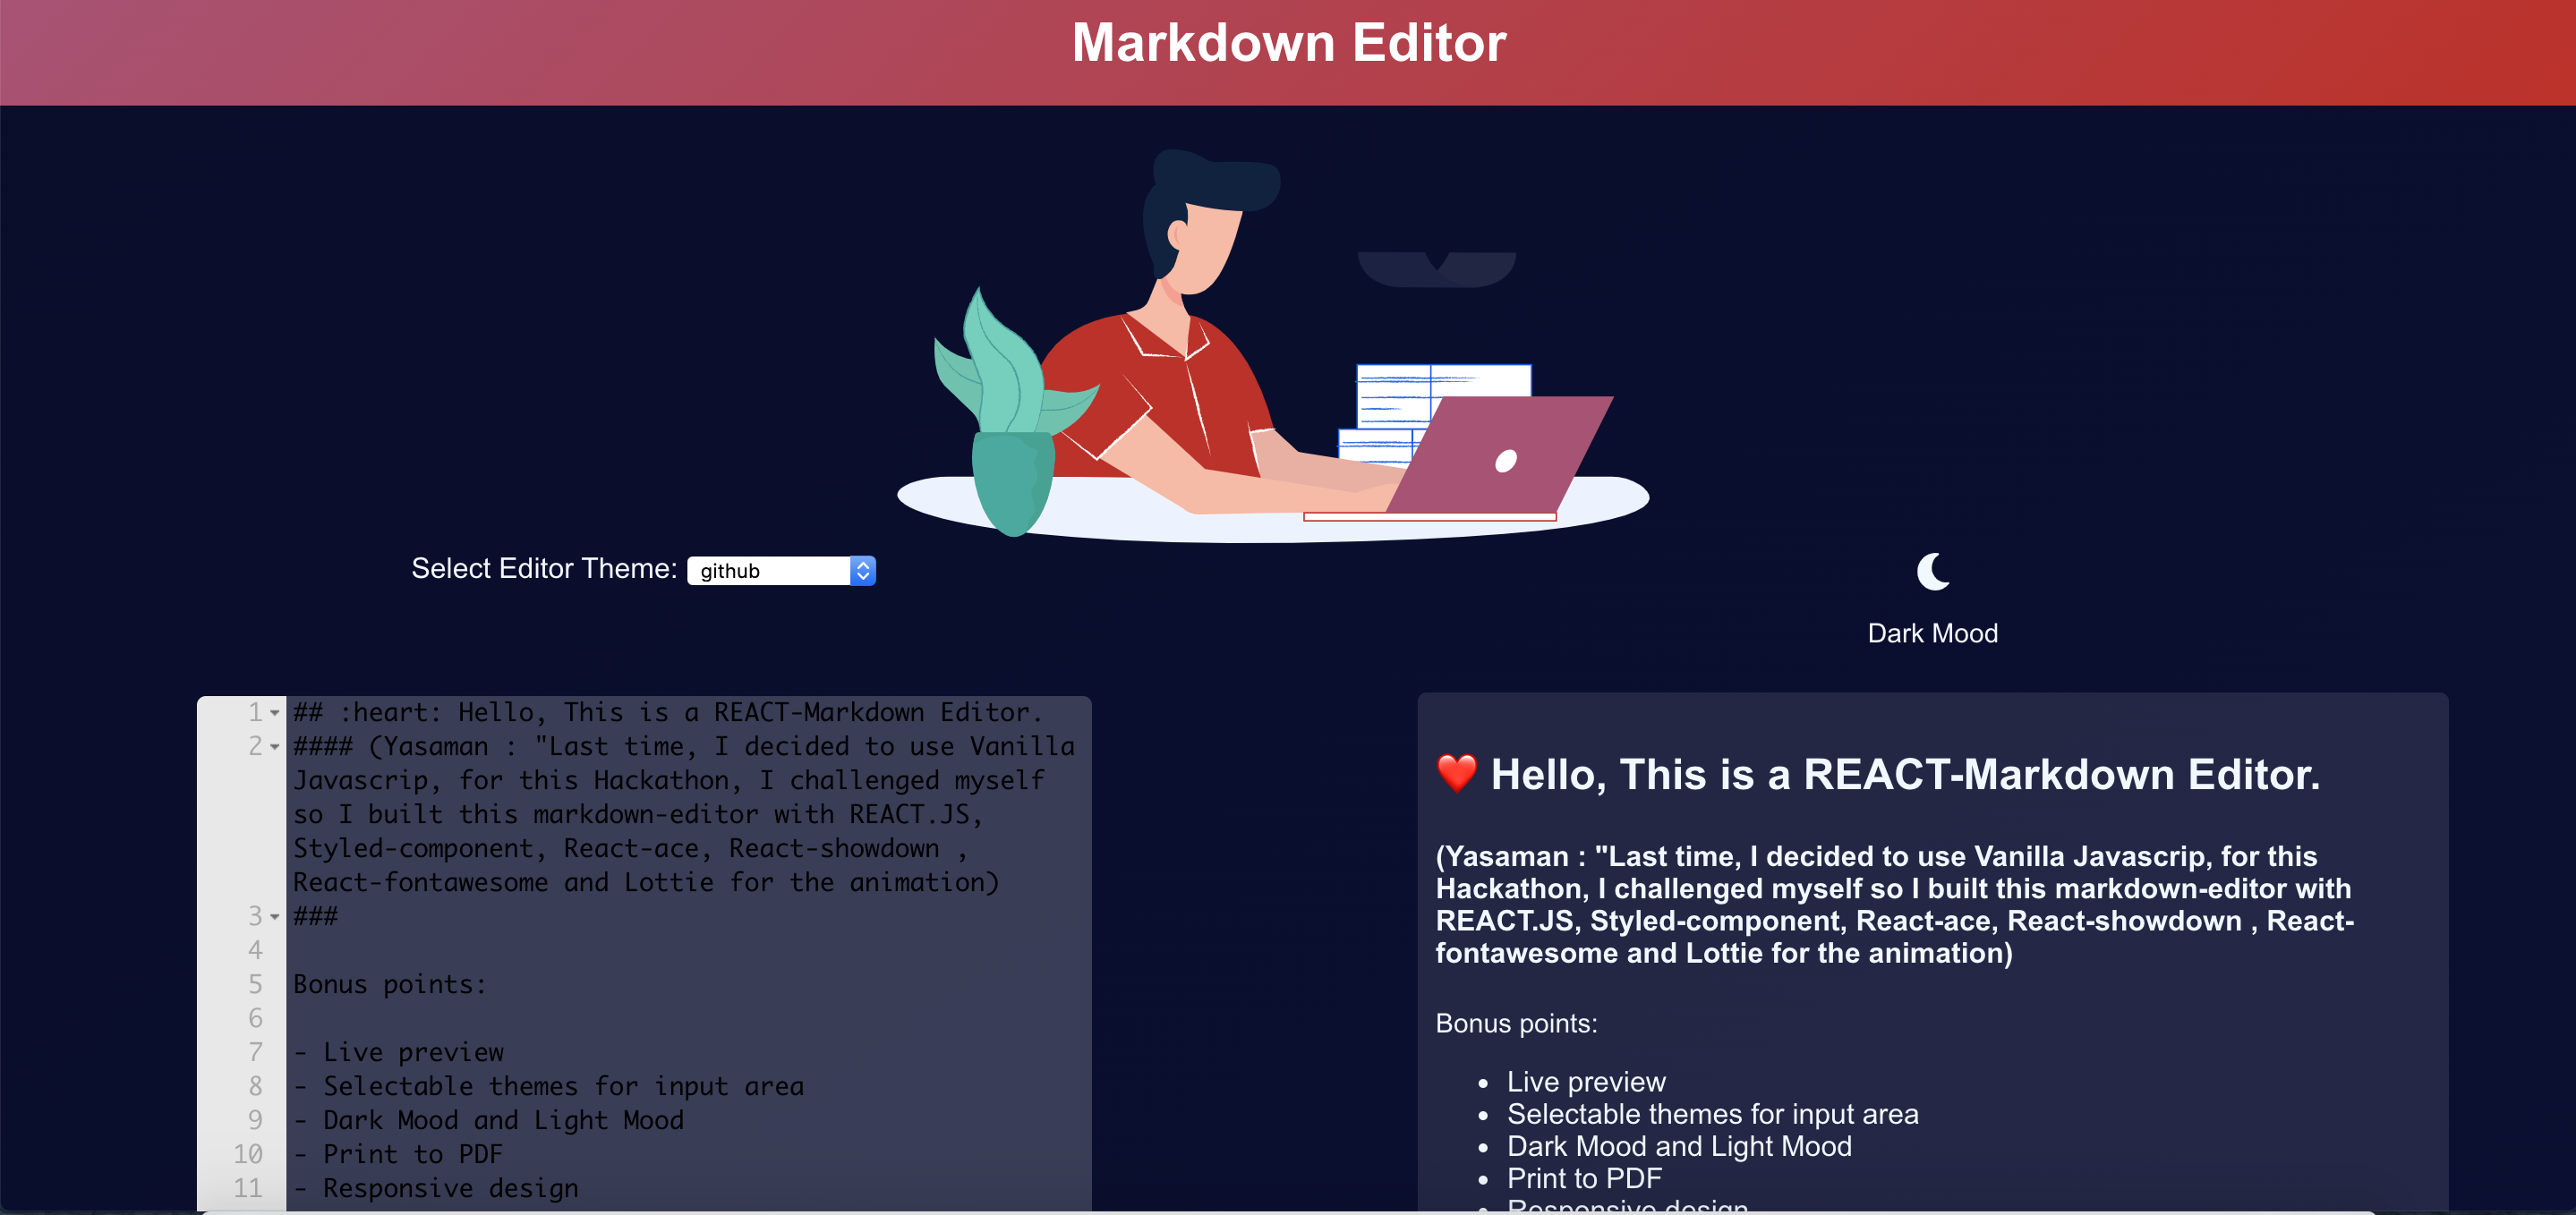 Markdown Editor
Select Editor Theme: github
Dark Mood
1 ## :heart: Hello, This is a REACT-Markdown Editor.
2 #### (Yasaman : "Last time, I decided to use Vanilla
Javascrip, for this Hackathon, I challenged myself
so I built this markdown-editor with REACT.JS,
Styled-component, React-ace, React-showdown ,
React-fontawesome and Lottie for the animation)
3 ###
4
5 Bonus points:
6
7 - Live preview
8 - Selectable themes for input area
9 - Dark Mood and Light Mood
10 - Print to PDF
11 - Responsive design
❤️ Hello, This is a REACT-Markdown Editor.
(Yasaman : "Last time, I decided to use Vanilla Javascrip, for this
Hackathon, I challenged myself so I built this markdown-editor with
REACT.JS, Styled-component, React-ace, React-showdown , React-
fontawesome and Lottie for the animation)
Bonus points:
• Live preview
• Selectable themes for input area
• Dark Mood and Light Mood
• Print to PDF
• Responsive design